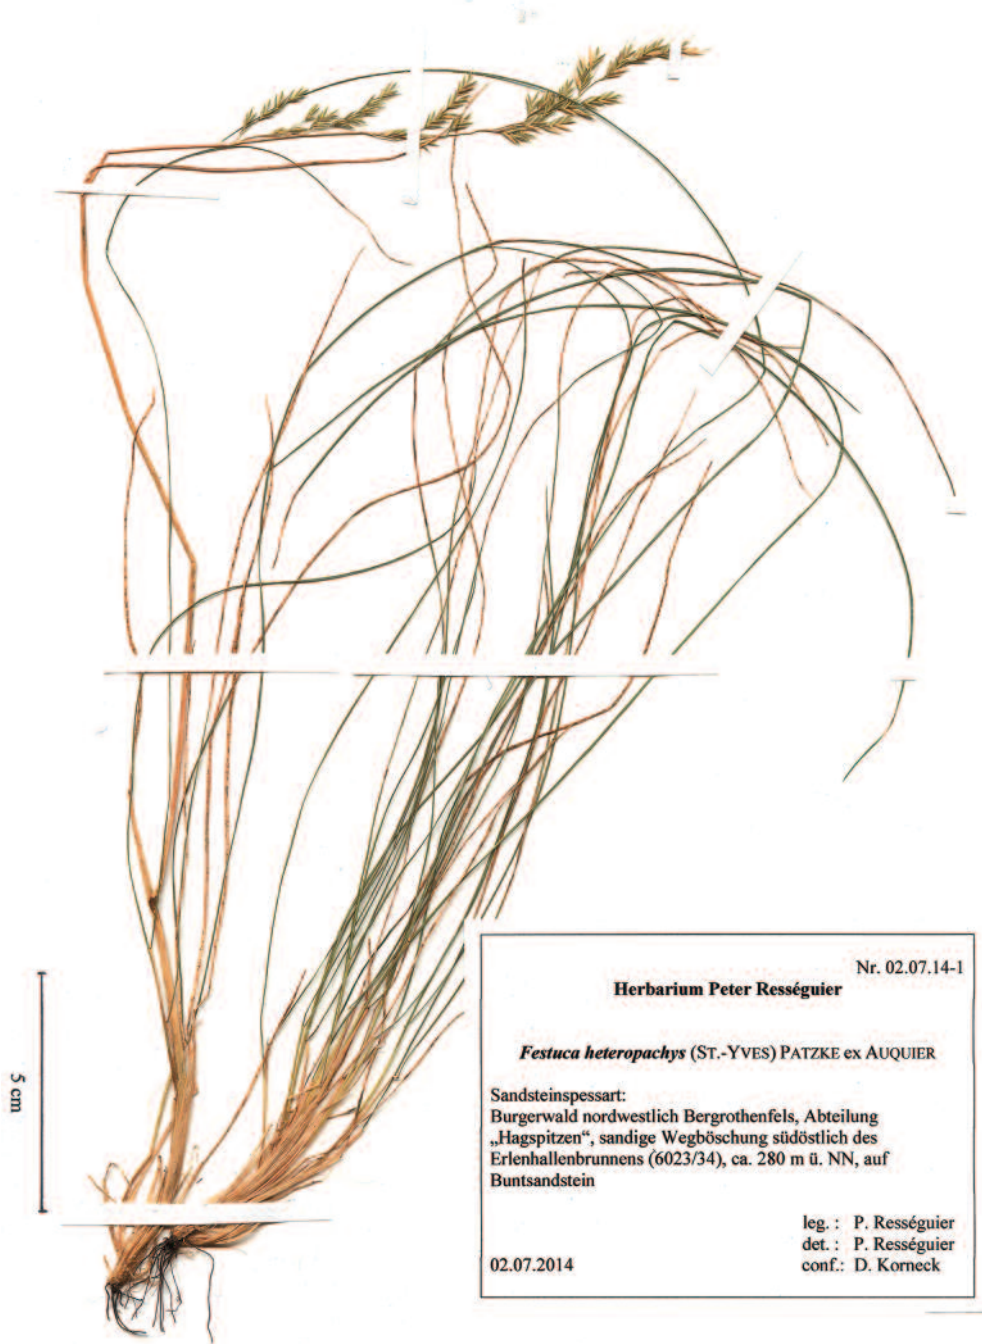 5 cm
Nr. 02.07.14-1
Herbarium Peter Rességuier
Festuca heteropachys (ST.-YVES) PATZKE ex AUQUIER
Sandsteinspessart:
Burgerwald nordwestlich Bergrothenfels, Abteilung
„Hagspitzen“, sandige Wegböschung südöstlich des
Erlenhallenbrunnens (6023/34), ca. 280 m ü. NN, auf
Buntsandstein
leg. : P. Rességuier
det. : P. Rességuier
02.07.2014 conf.: D. Korneck